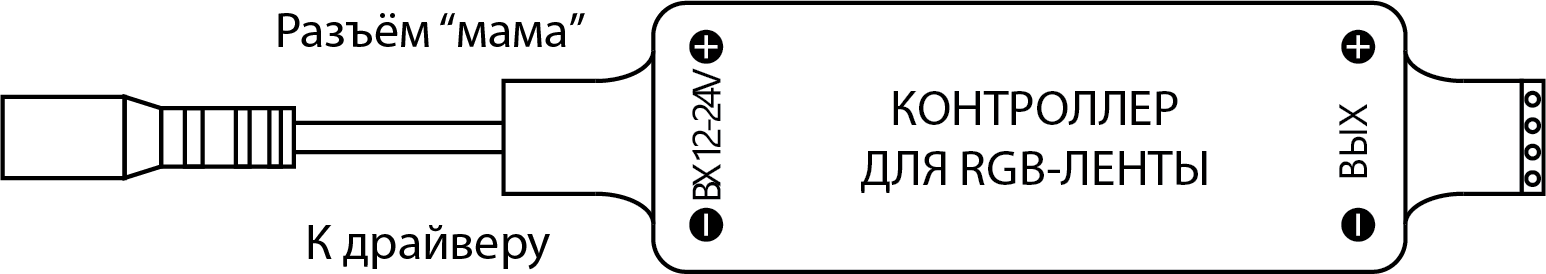 Разъём “мама”
К драйверу
+
ВХ 12-24V
−
КОНТРОЛЛЕР
ДЛЯ RGB-ЛЕНТЫ
+
ВЫХ
−